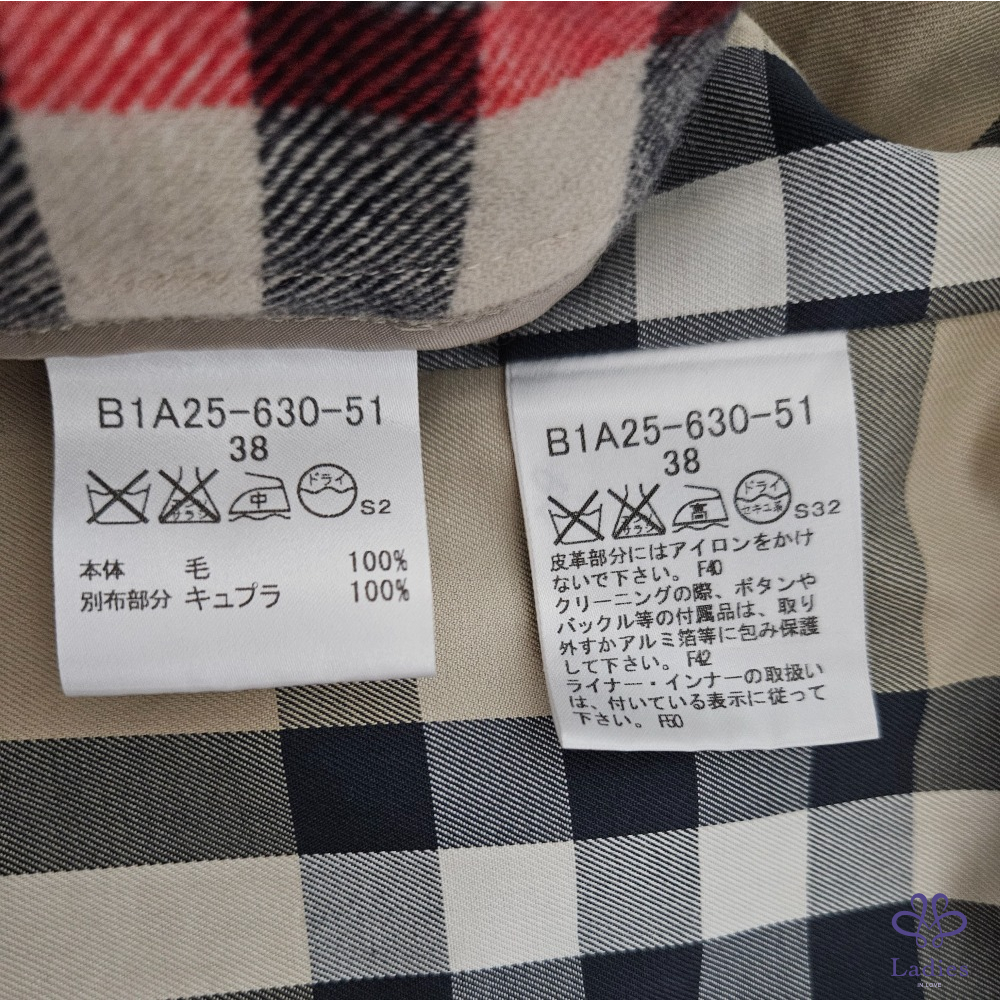 B1A25-630-51
38
中 ドライ S2
本体 毛 100%
別布部分 キュプラ 100%
B1A25-630-51
38
高 ドライ セキユ系 S32
皮革部分にはアイロンをかけ
ないで下さい。 F40
クリーニングの際、ボタンや
バックル等の付属品は、取り
外すかアルミ箔等に包み保護
して下さい。 F42
ライナー・インナーの取扱い
は、付いている表示に従って
下さい。 F50
Ladies
IN LOVE